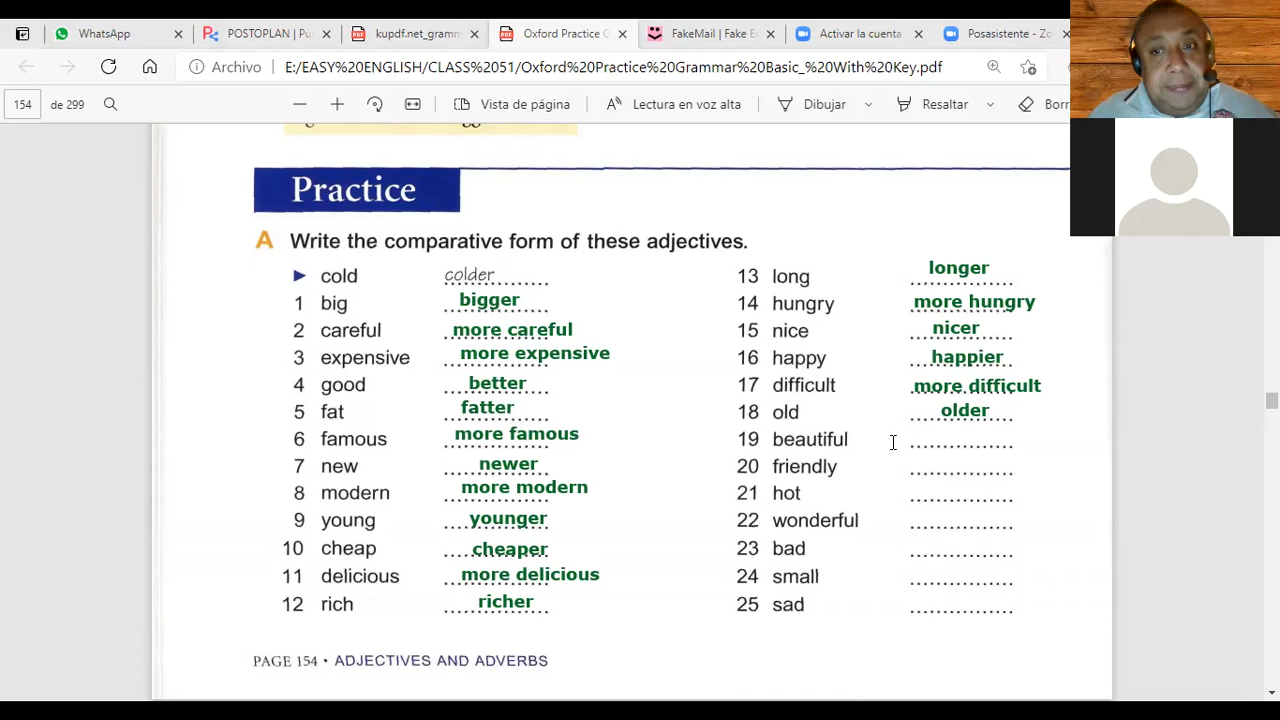 WhatsApp
POSTOPLAN | Pu
kupdf.net_gramm
Oxford Practice G
FakeMail | Fake E
Activar la cuenta
Posasistente - Zo
Archivo
E:/EASY%20ENGLISH/CLASS%2051/Oxford%20Practice%20Grammar%20Basic_%20With%20Key.pdf
154
de 299
Vista de página
Lectura en voz alta
Dibujar
Resaltar
Borr
Practice
A Write the comparative form of these adjectives.
cold colder
1 big bigger
2 careful more careful
3 expensive more expensive
4 good better
5 fat fatter
6 famous more famous
7 new newer
8 modern more modern
9 young younger
10 cheap cheaper
11 delicious more delicious
12 rich richer
13 long longer
14 hungry more hungry
15 nice nicer
16 happy happier
17 difficult more difficult
18 old older
19 beautiful
20 friendly
21 hot
22 wonderful
23 bad
24 small
25 sad
PAGE 154 • ADJECTIVES AND ADVERBS